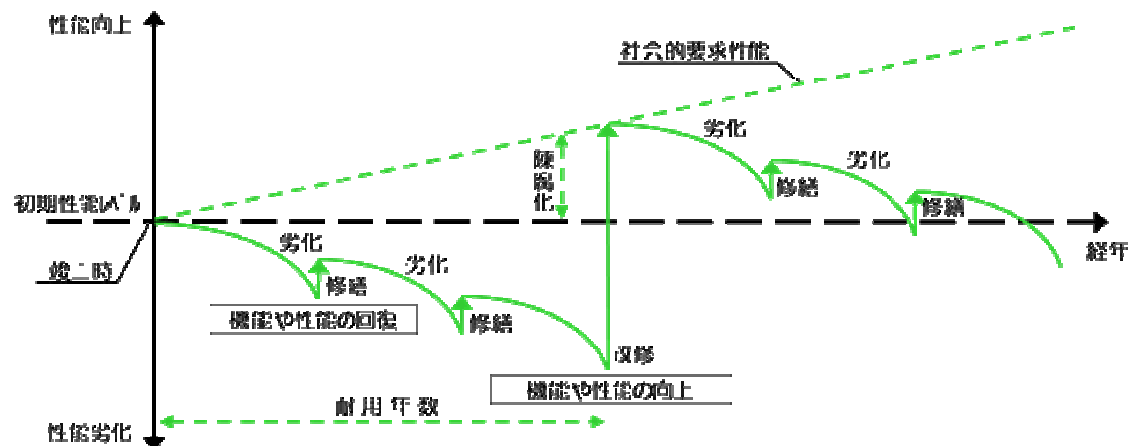 性能向上
社会的要求性能
劣化
劣化
陳腐化
修繕
修繕
初期性能レベル
経年
竣工時
劣化
劣化
修繕
機能や性能の回復
修繕
改修
機能や性能の向上
耐用年数
性能劣化